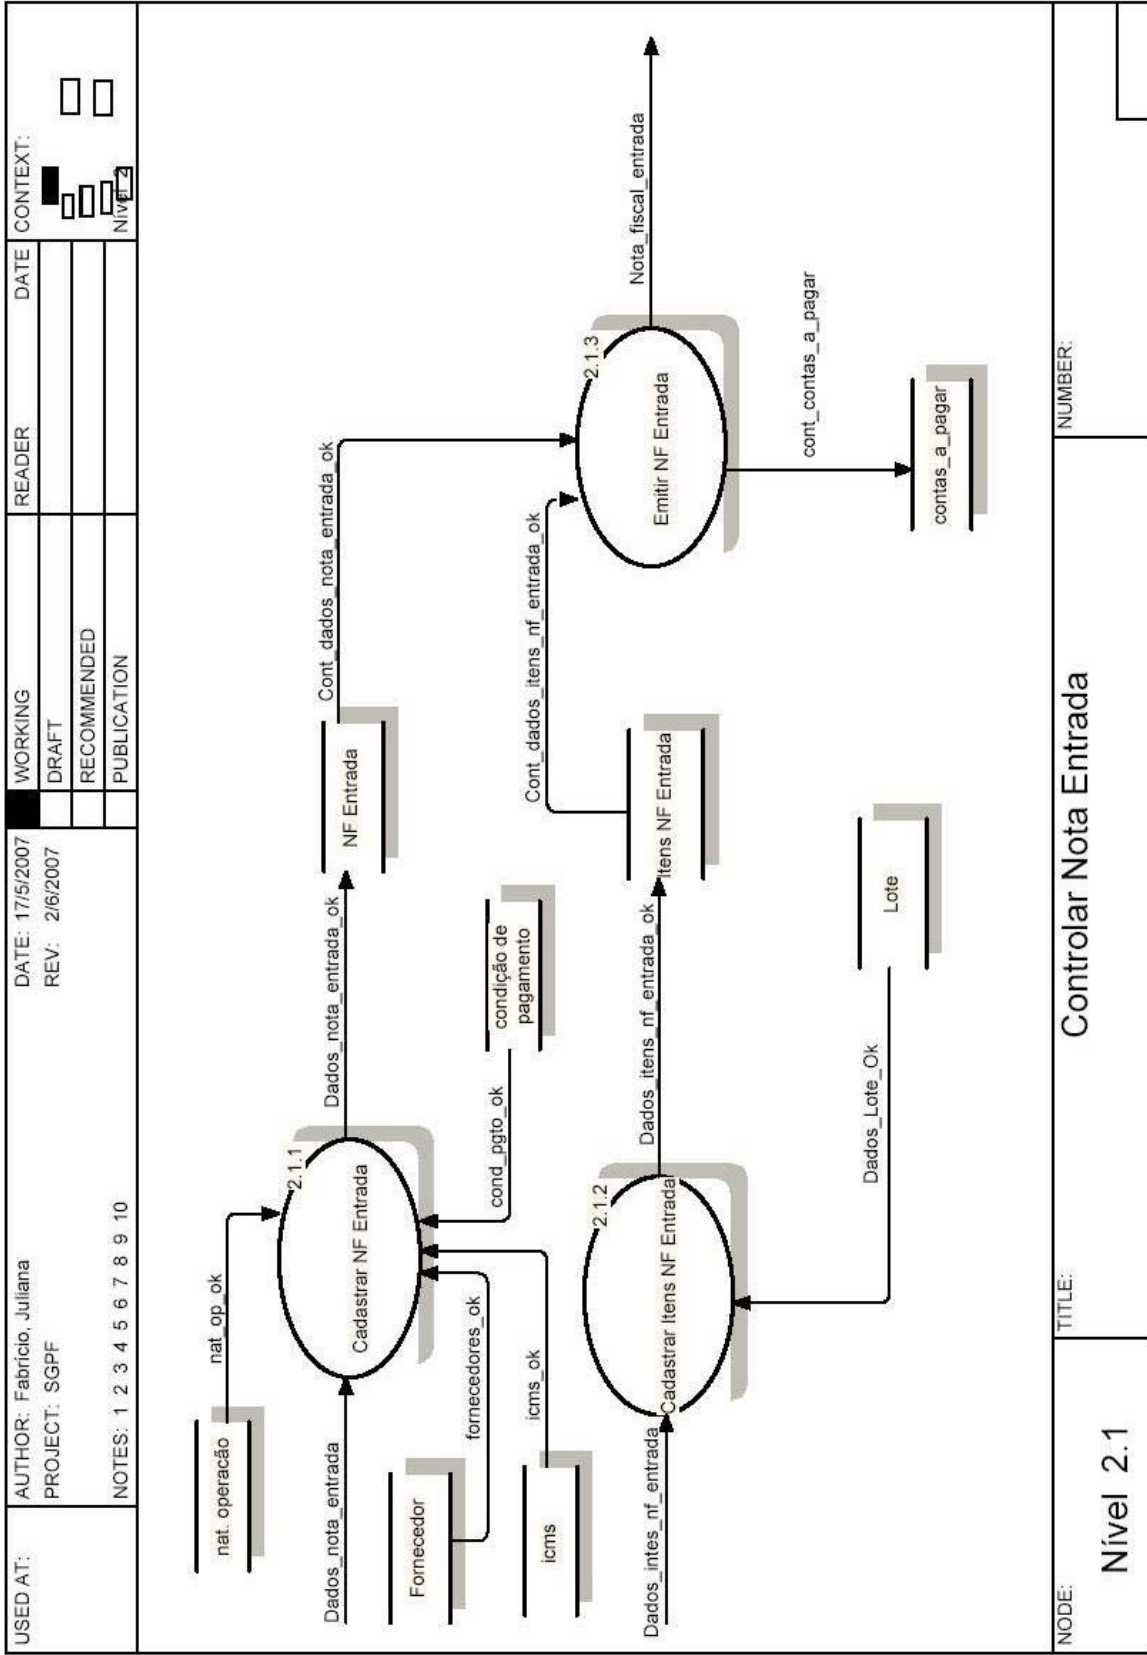 USED AT:
AUTHOR: Fabrício, Juliana
PROJECT: SGPF
NOTES: 1 2 3 4 5 6 7 8 9 10
DATE: 17/5/2007
REV: 2/6/2007
WORKING
DRAFT
RECOMMENDED
PUBLICATION
READER
DATE
CONTEXT:
Nível 2
nat. operacão
nat_op_ok
Dados_nota_entrada
2.1.1
Cadastrar NF Entrada
Dados_nota_entrada_ok
NF Entrada
Cont_dados_nota_entrada_ok
Fornecedor
fornecedores_ok
icms
icms_ok
cond_pgto_ok
condição de
pagamento
Dados_intes_nf_entrada
2.1.2
Cadastrar Itens NF Entrada
Dados_itens_nf_entrada_ok
Itens NF Entrada
Cont_dados_itens_nf_entrada_ok
2.1.3
Emitir NF Entrada
Nota_fiscal_entrada
cont_contas_a_pagar
contas_a_pagar
Dados_Lote_Ok
Lote
NODE:
Nível 2.1
TITLE:
Controlar Nota Entrada
NUMBER: